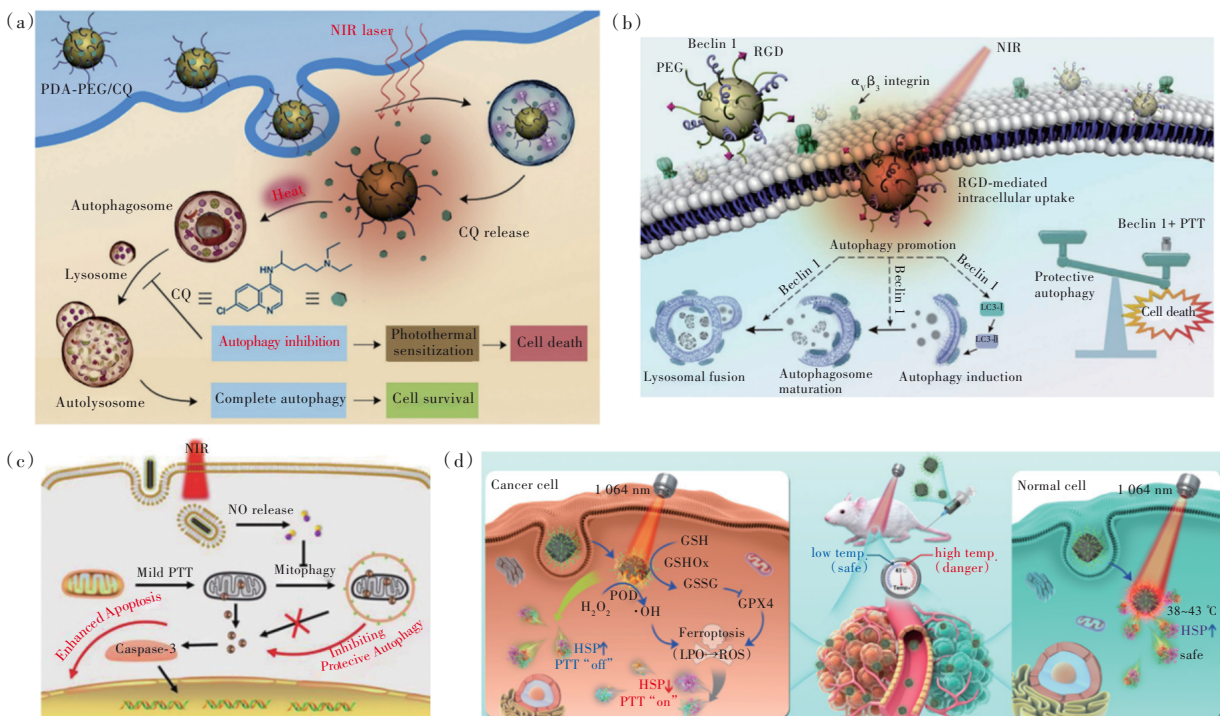 (a)
NIR laser
PDA-PEG/CQ
Heat
Autophagosome
CQ release
Lysosome
CQ
HN
N
Cl
N
Autophagy inhibition
Photothermal
sensitization
Cell death
Autolysosome
Complete autophagy
Cell survival
(b)
Beclin 1
RGD
PEG
NIR
αvβ3 integrin
RGD-mediated
intracellular uptake
Autophagy promotion
Beclin 1+ PTT
Beclin 1
Beclin 1
Beclin 1
Protective
autophagy
LC3-I
LC3-II
Cell death
Lysosomal fusion
Autophagosome
maturation
Autophagy induction
(c)
NIR
NO release
Mild PTT
Mitophagy
Enhanced Apoptosis
Caspase-3
Inhibiting
Protecive Autophagy
(d)
Cancer cell
1 064 nm
GSH
GSHOx
GSSG
POD
H2O2
·OH
GPX4
HSP↑
PTT “off”
Ferroptosis
(LPO→ROS)
HSP↓
PTT “on”
low temp.
(safe)
high temp.
(danger)
43℃
Temp.
Normal cell
1 064 nm
38~43 ℃
HSP↑
safe